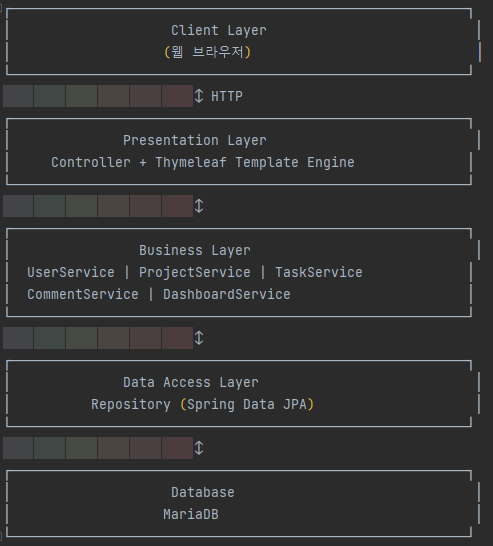 Client Layer
(웹 브라우저)
↕ HTTP
Presentation Layer
Controller + Thymeleaf Template Engine
↕
Business Layer
UserService | ProjectService | TaskService
CommentService | DashboardService
↕
Data Access Layer
Repository (Spring Data JPA)
↕
Database
MariaDB